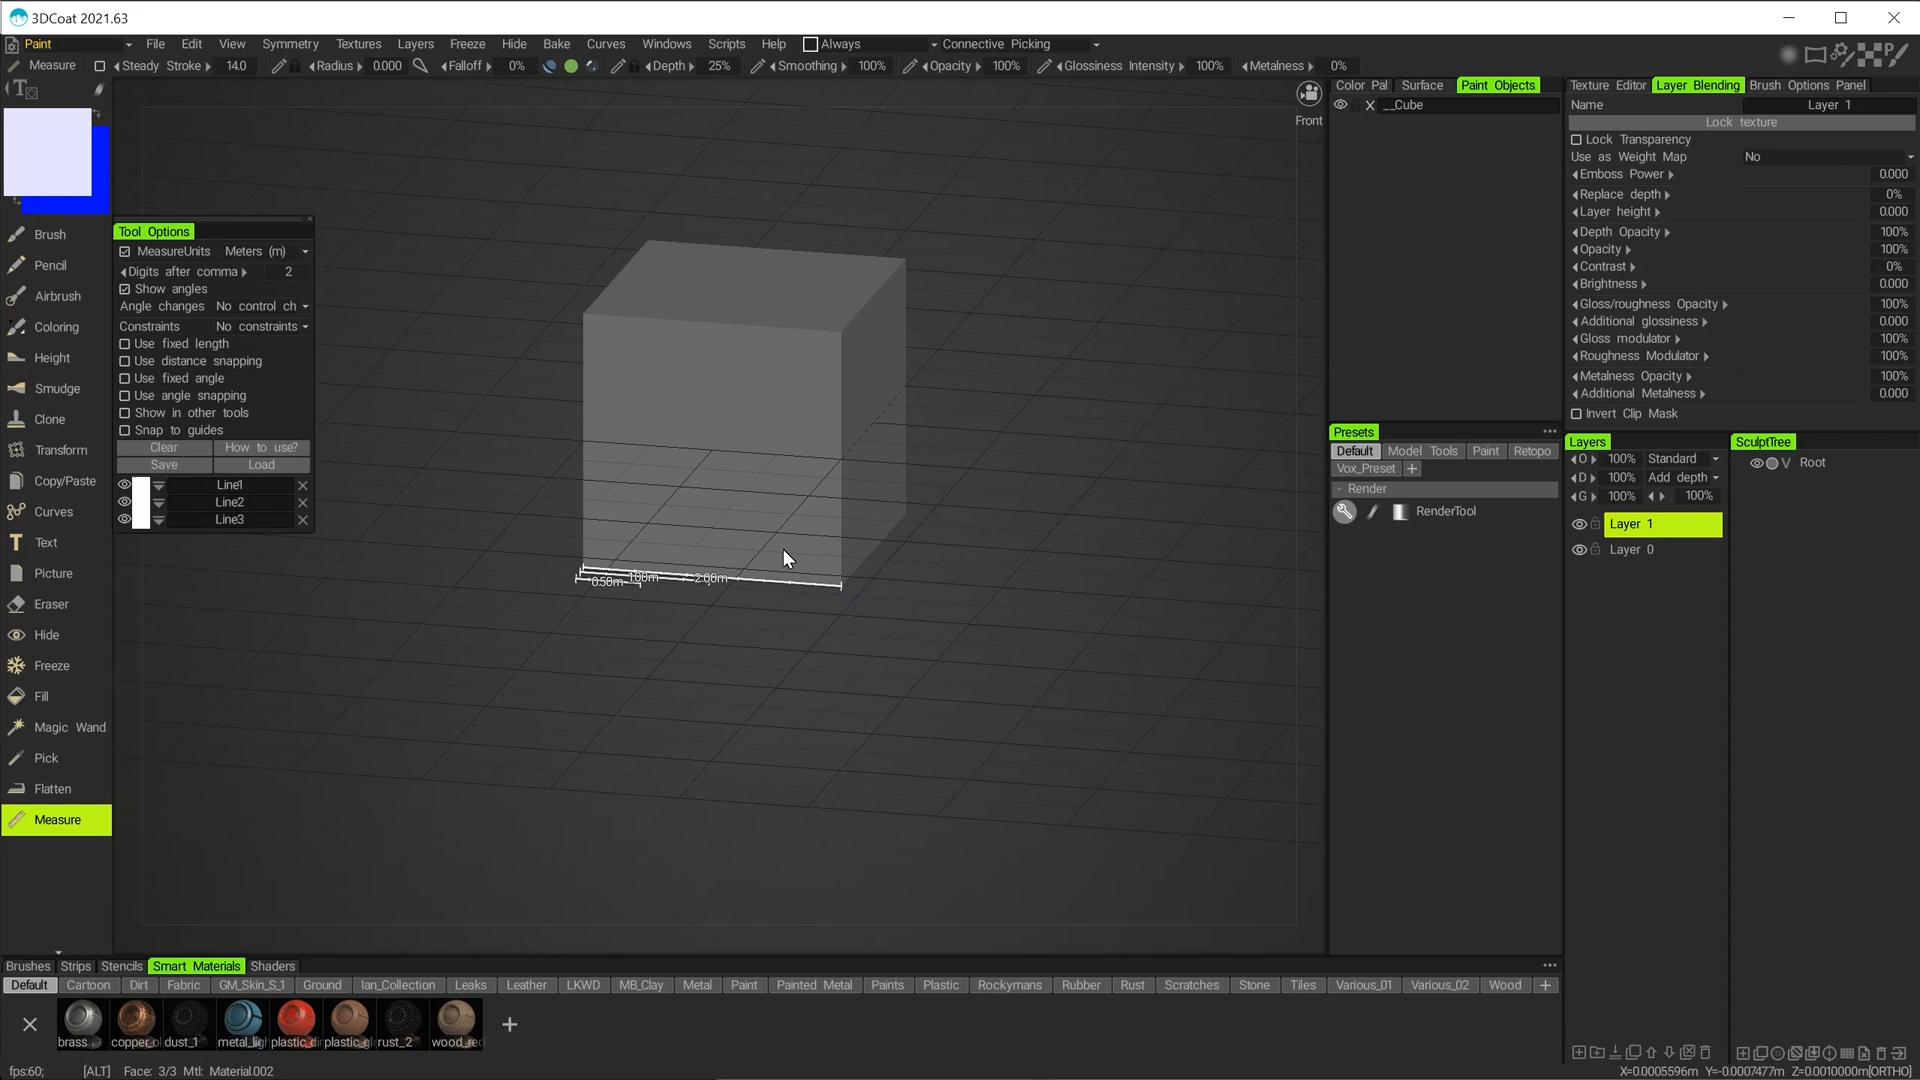 3DCoat 2021.63
Paint File Edit View Symmetry Textures Layers Freeze Hide Bake Curves Windows Scripts Help Always Connective Picking
Measure Steady Stroke 14.0 Radius 0.000 Falloff 0% Depth 25% Smoothing 100% Opacity 100% Glossiness Intensity 100% Metalness 0%
Front
Brush
Pencil
Airbrush
Coloring
Height
Smudge
Clone
Transform
Copy/Paste
Curves
Text
Picture
Eraser
Hide
Freeze
Fill
Magic Wand
Pick
Flatten
Measure
Tool Options
MeasureUnits Meters (m)
Digits after comma 2
Show angles
Angle changes No control ch
Constraints No constraints
Use fixed length
Use distance snapping
Use fixed angle
Use angle snapping
Show in other tools
Snap to guides
Clear How to use?
Save Load
Line1
Line2
Line3
0.50m 1.00m 2.00m
Color Pal Surface Paint Objects
__Cube
Presets
Default Model Tools Paint Retopo
Vox_Preset +
- Render
RenderTool
Texture Editor Layer Blending Brush Options Panel
Name Layer 1
Lock texture
Lock Transparency
Use as Weight Map No
Emboss Power 0.000
Replace depth 0%
Layer height 0.000
Depth Opacity 100%
Opacity 100%
Contrast 0%
Brightness 0.000
Gloss/roughness Opacity 100%
Additional glossiness 0.000
Gloss modulator 100%
Roughness Modulator 100%
Metalness Opacity 100%
Additional Metalness 0.000
Invert Clip Mask
Layers
O 100% Standard
D 100% Add depth
G 100% 100%
Layer 1
Layer 0
SculptTree
V Root
Brushes Strips Stencils Smart Materials Shaders
Default Cartoon Dirt Fabric GM_Skin_S_1 Ground Ian_Collection Leaks Leather LKWD MB_Clay Metal Paint Painted Metal Paints Plastic Rockymans Rubber Rust Scratches Stone Tiles Various_01 Various_02 Wood +
brass copper_o dust_1 metal_lig plastic_di plastic_gl rust_2 wood_red
fps:60; [ALT] Face: 3/3 Mtl: Material.002
X=0.0005596m Y=-0.0007477m Z=0.0010000m[ORTHO]